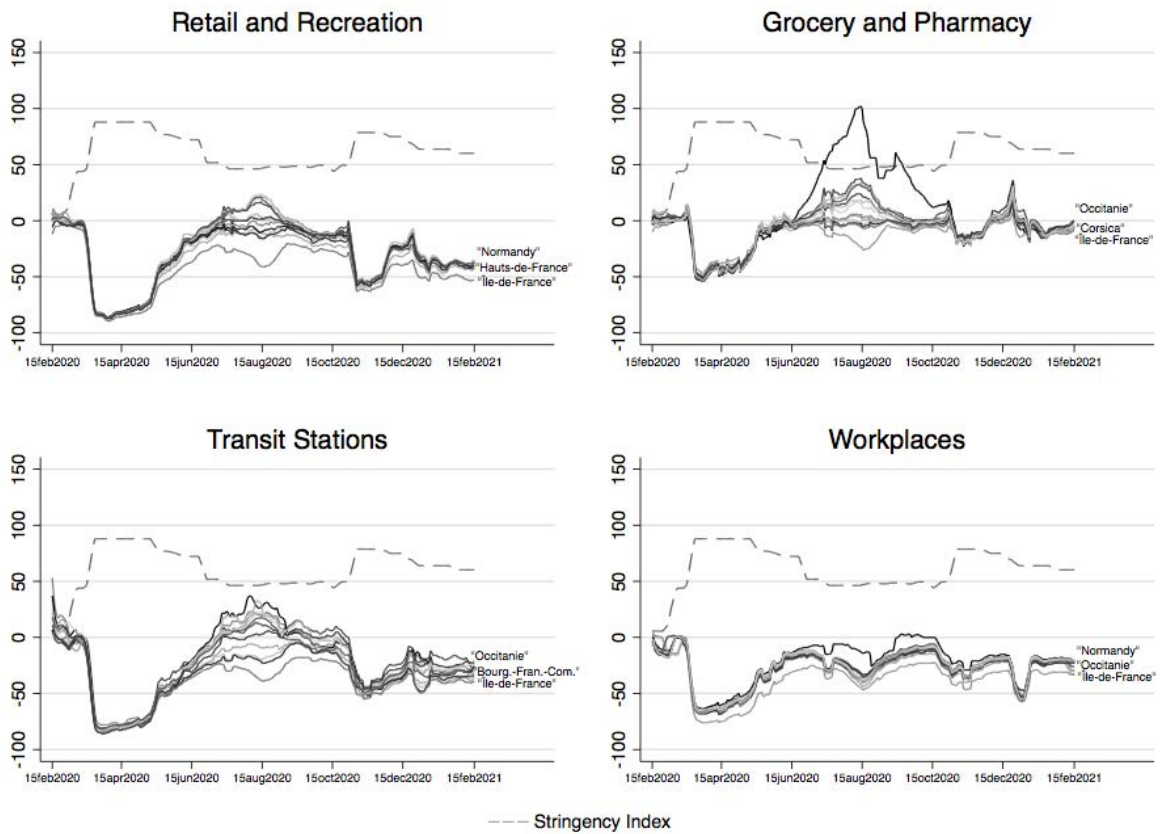 Retail and Recreation
150
100
50
0
-50
-100
"Normandy"
"Hauts-de-France"
"Île-de-France"
15feb2020 15apr2020 15jun2020 15aug2020 15oct2020 15dec2020 15feb2021
Grocery and Pharmacy
150
100
50
0
-50
-100
"Occitanie"
"Corsica"
"Île-de-France"
15feb2020 15apr2020 15jun2020 15aug2020 15oct2020 15dec2020 15feb2021
Transit Stations
150
100
50
0
-50
-100
"Occitanie"
"Bourg.-Fran.-Com."
"Île-de-France"
15feb2020 15apr2020 15jun2020 15aug2020 15oct2020 15dec2020 15feb2021
Workplaces
150
100
50
0
-50
-100
"Normandy"
"Occitanie"
"Île-de-France"
15feb2020 15apr2020 15jun2020 15aug2020 15oct2020 15dec2020 15feb2021
Stringency Index